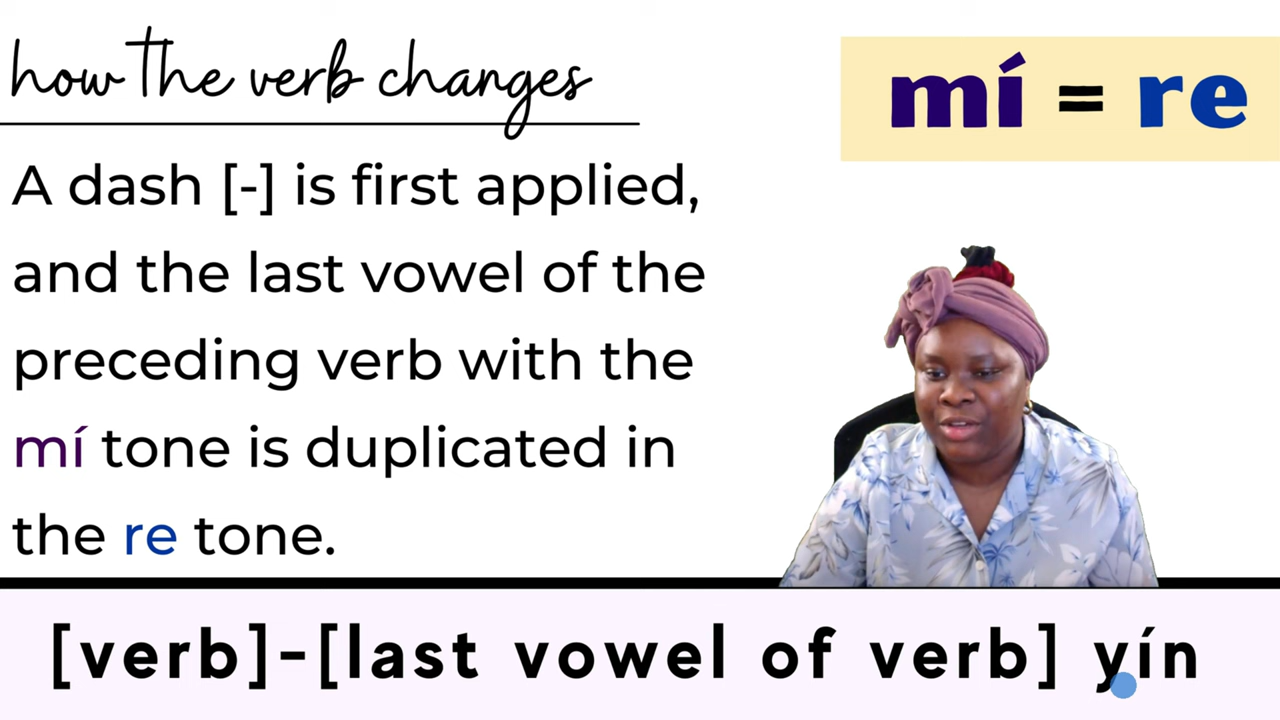 how the verb changes
mí = re
A dash [-] is first applied,
and the last vowel of the
preceding verb with the
mí tone is duplicated in
the re tone.
[verb]-[last vowel of verb] yín